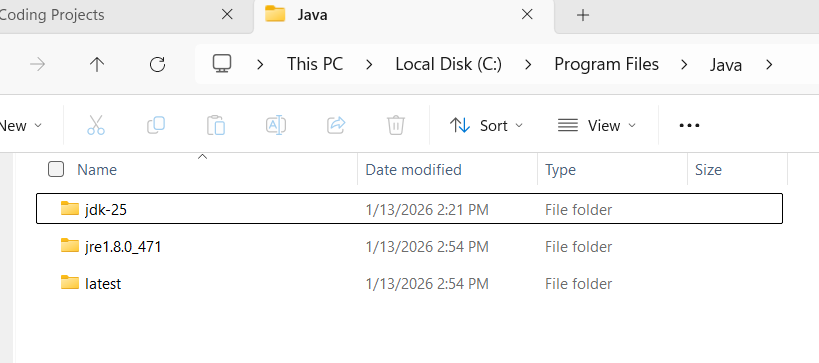 Coding Projects
Java
This PC > Local Disk (C:) > Program Files > Java >
New
Sort
View
Name Date modified Type Size
jdk-25 1/13/2026 2:21 PM File folder
jre1.8.0_471 1/13/2026 2:54 PM File folder
latest 1/13/2026 2:54 PM File folder